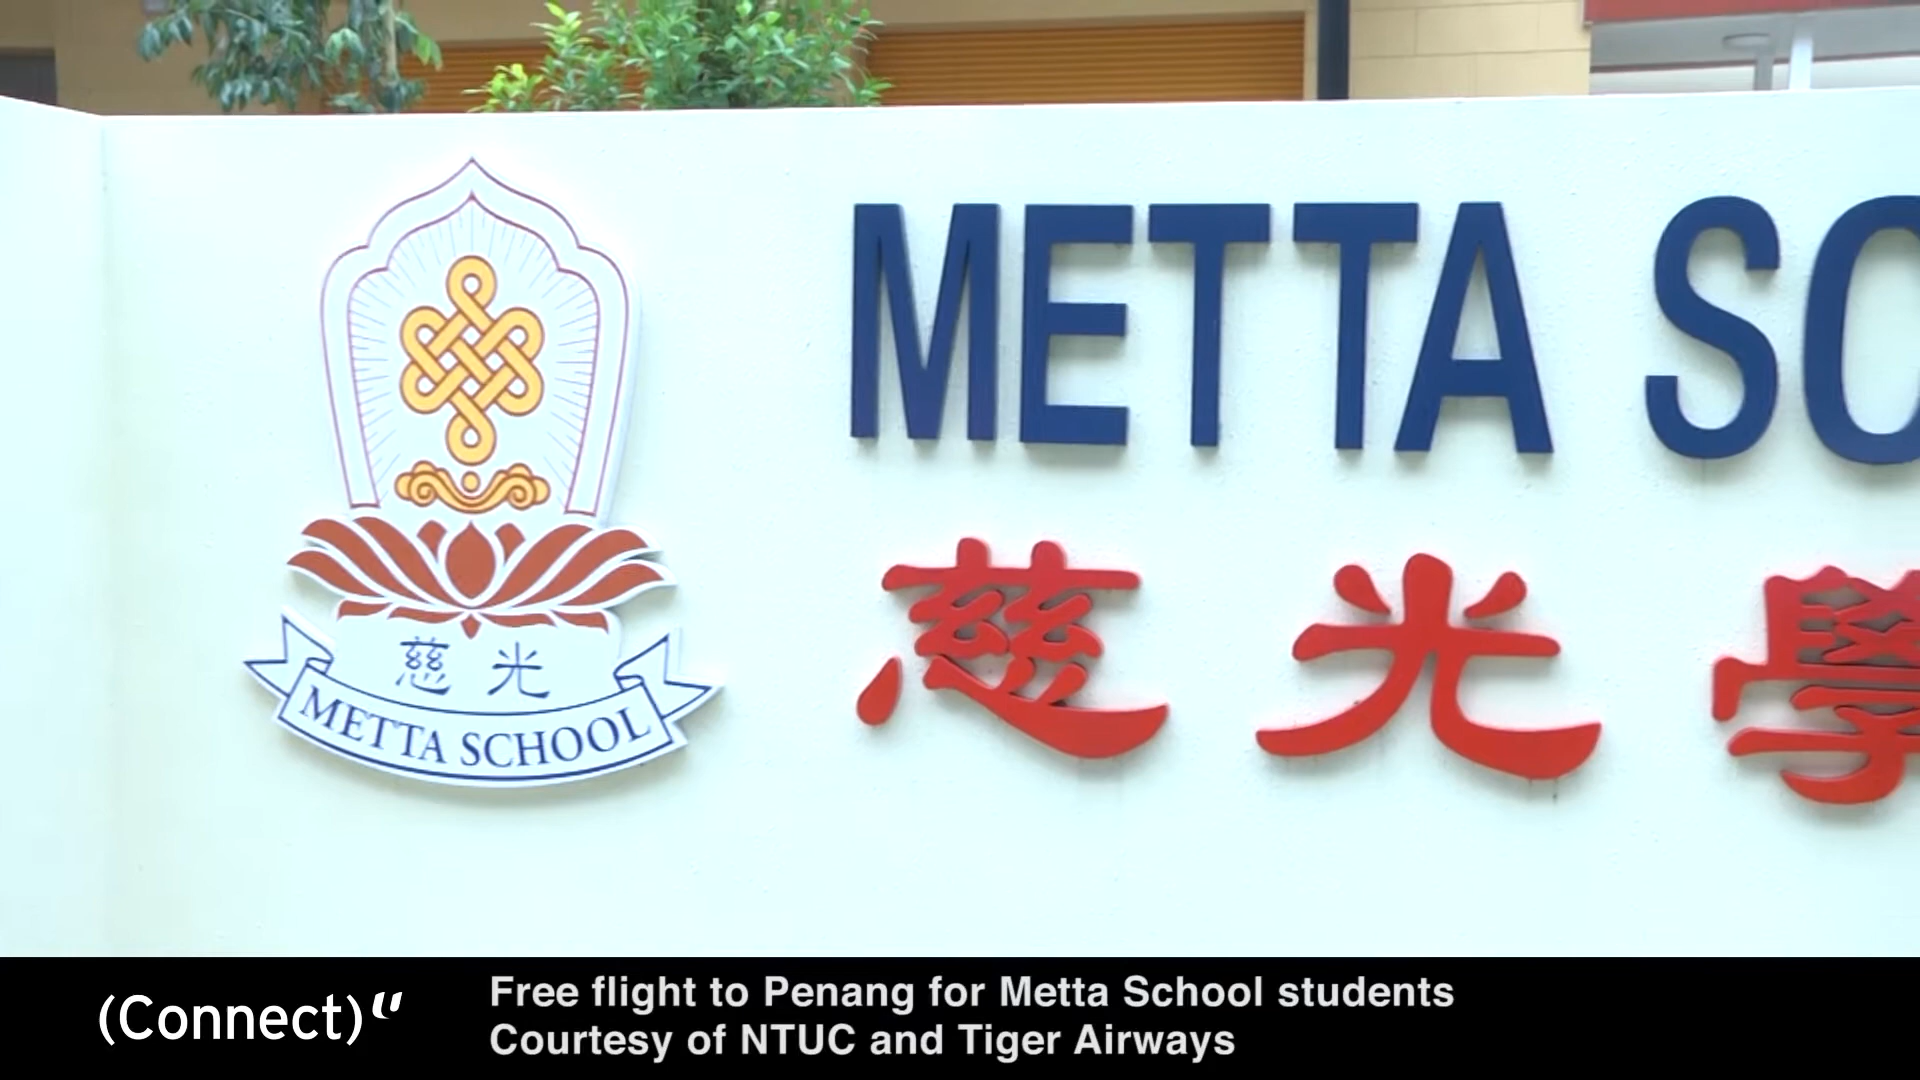 METTA SO
慈光學
慈光
METTA SCHOOL
(Connect)“
Free flight to Penang for Metta School students
Courtesy of NTUC and Tiger Airways